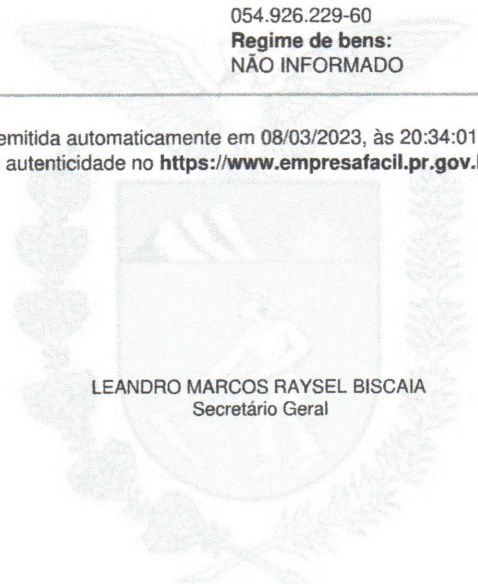 054.926.229-60
Regime de bens:
NÃO INFORMADO
emitida automaticamente em 08/03/2023, às 20:34:01
autenticidade no https://www.empresafacil.pr.gov.
LEANDRO MARCOS RAYSEL BISCAIA
Secretário Geral